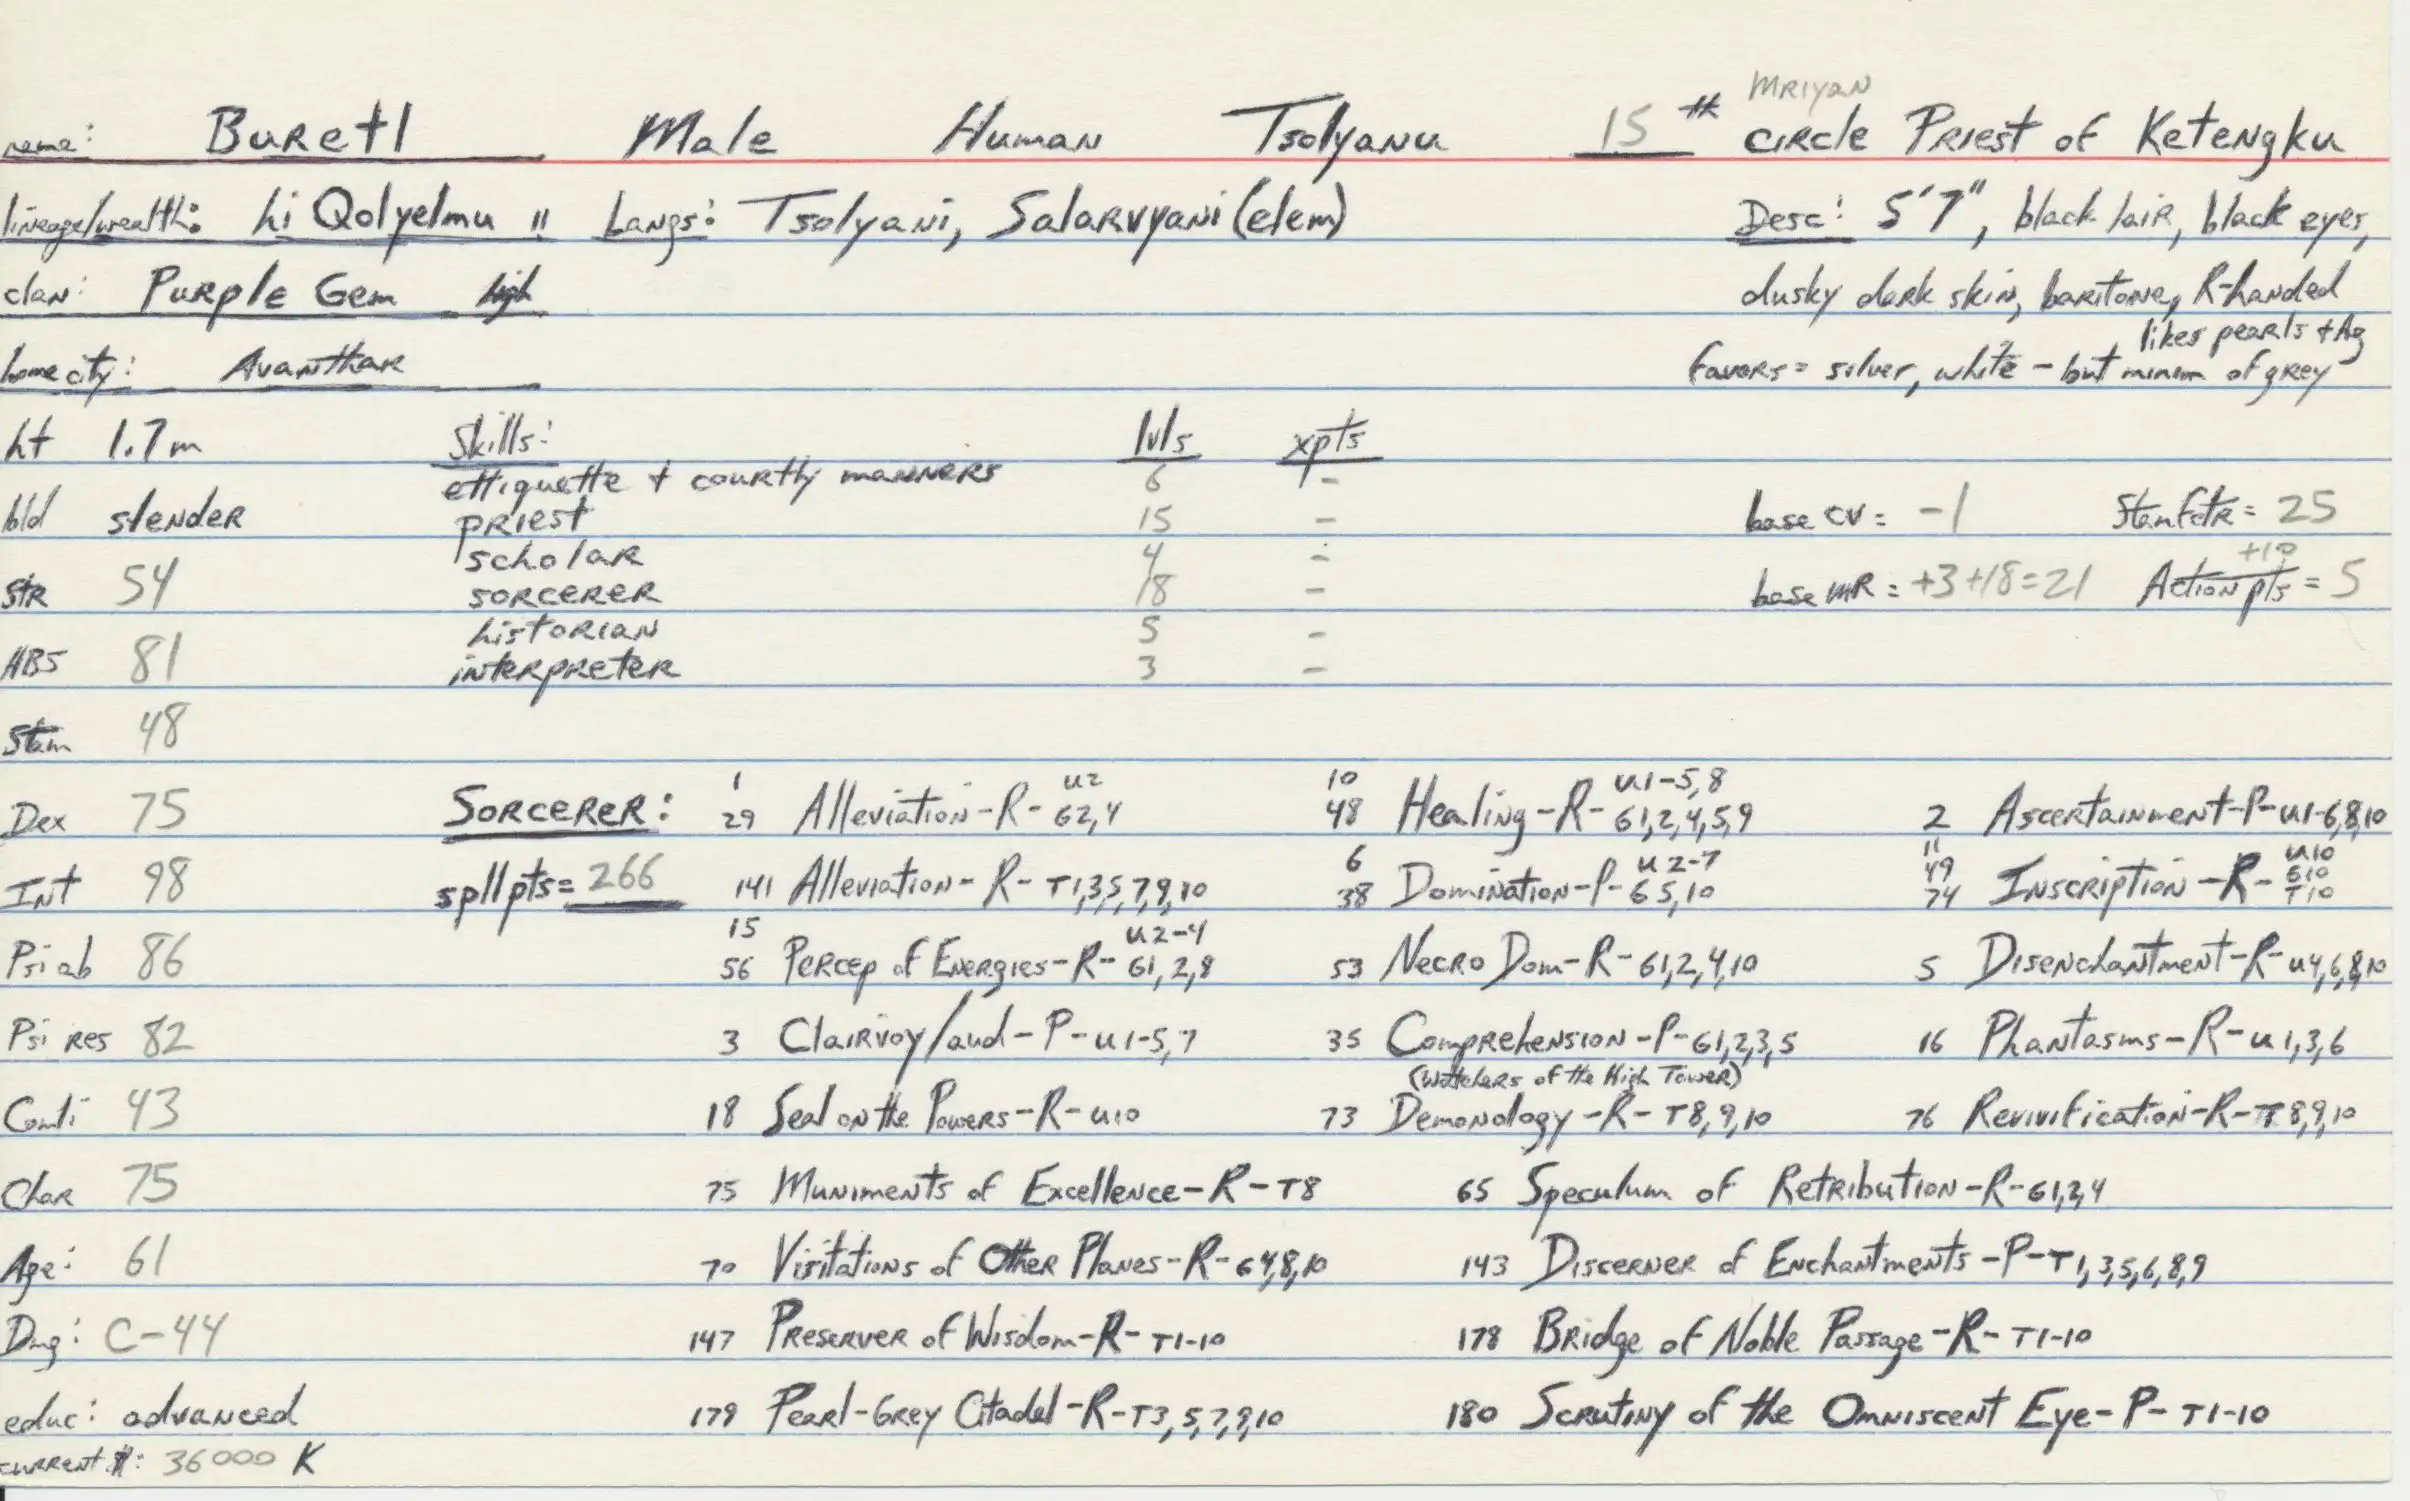 MRIYAN
name: Buretl Male Human Tsolyanu 15th circle Priest of Ketengku
lineage/wealth: hi Qolyelmu " Langs: Tsolyani, Salarvyani (elem) Desc: 5'7", black hair, black eyes,
clan: Purple Gem high dusky dark skin, baritone, R-handed
likes pearls + Ag
home city: Avanthar favors = silver, white - but minim of grey
ht 1.7m Skills: lvls xpts
ettiquette + courtly manners 6 -
bld slender priest 15 - base CV = -1 StamFctr = 25
scholar 4 -
+10
Str 54 sorcerer 18 - base MR = +3+18=21 Action pts = 5
historian 5 -
HBS 81 interpreter 3 -
Stam 48
1 U2 10 U1-5,8
Dex 75 Sorcerer: 29 Alleviation-R- G2,4 48 Healing-R- G1,2,4,5,9 2 Ascertainment-P-U1-6,8,10
6 U2-7 11 U10
49 G10
Int 98 spllpts= 266 141 Alleviation-R- T1,3,5,7,9,10 38 Domination-P- G5,10 74 Inscription-R- T10
15 U2-4
Psi ab 86 56 Percep of Energies-R- G1,2,8 53 Necro Dom-R-G1,2,4,10 5 Disenchantment-R-U4,6,8,10
Psi res 82 3 Clairvoy/aud-P-U1-5,7 35 Comprehension-P-G1,2,3,5 16 Phantasms-R-U1,3,6
(Watchers of the High Tower)
Comli 43 18 Seal on the Powers-R-U10 73 Demonology-R-T8,9,10 76 Revivification-R-T8,9,10
Char 75 75 Muniments of Excellence-R-T8 65 Speculum of Retribution-R-G1,2,4
Age: 61 70 Visitations of Other Planes-R-G4,8,10 143 Discerner of Enchantments-P-T1,3,5,6,8,9
Dmg: C-44 147 Preserver of Wisdom-R-T1-10 178 Bridge of Noble Passage-R-T1-10
educ: advanced 179 Pearl-Grey Citadel-R-T3,5,7,9,10 180 Scrutiny of the Omniscent Eye-P-T1-10
current $: 36000 K